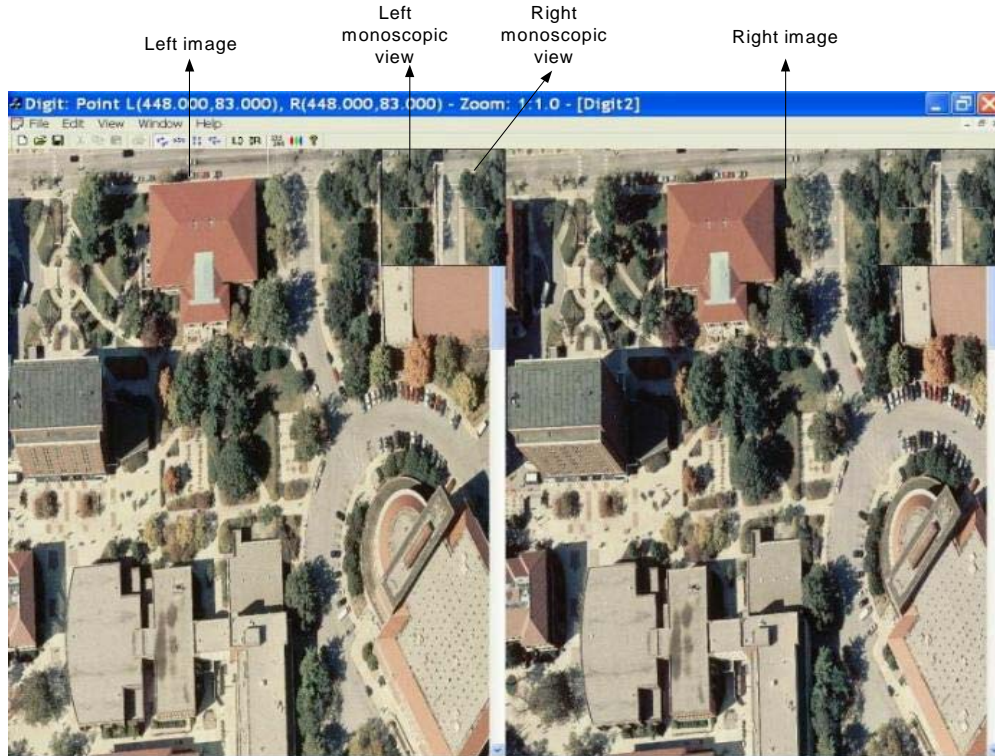 Left
monoscopic
view
Right
monoscopic
view
Left image
Right image
Digit: Point L(448.000,83.000), R(448.000,83.000) - Zoom: 1:1.0 - [Digit2]
File Edit View Window Help